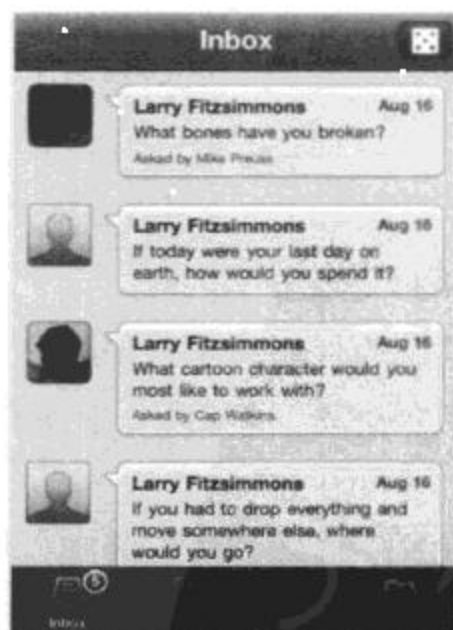 Inbox
Larry Fitzsimmons Aug 16
What bones have you broken?
Asked by Mike Preuss
Larry Fitzsimmons Aug 16
If today were your last day on
earth, how would you spend it?
Larry Fitzsimmons Aug 16
What cartoon character would you
most like to work with?
Asked by Cap Watkins
Larry Fitzsimmons Aug 16
If you had to drop everything and
move somewhere else, where
would you go?
5
Inbox